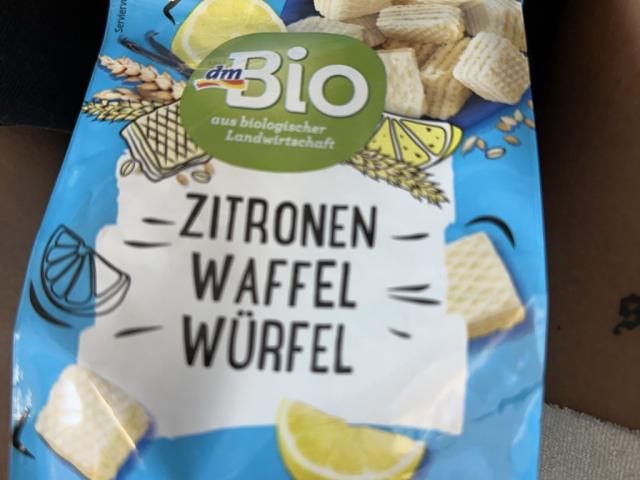 dm
Bio
aus biologischer
Landwirtschaft
ZITRONEN
WAFFEL
WÜRFEL